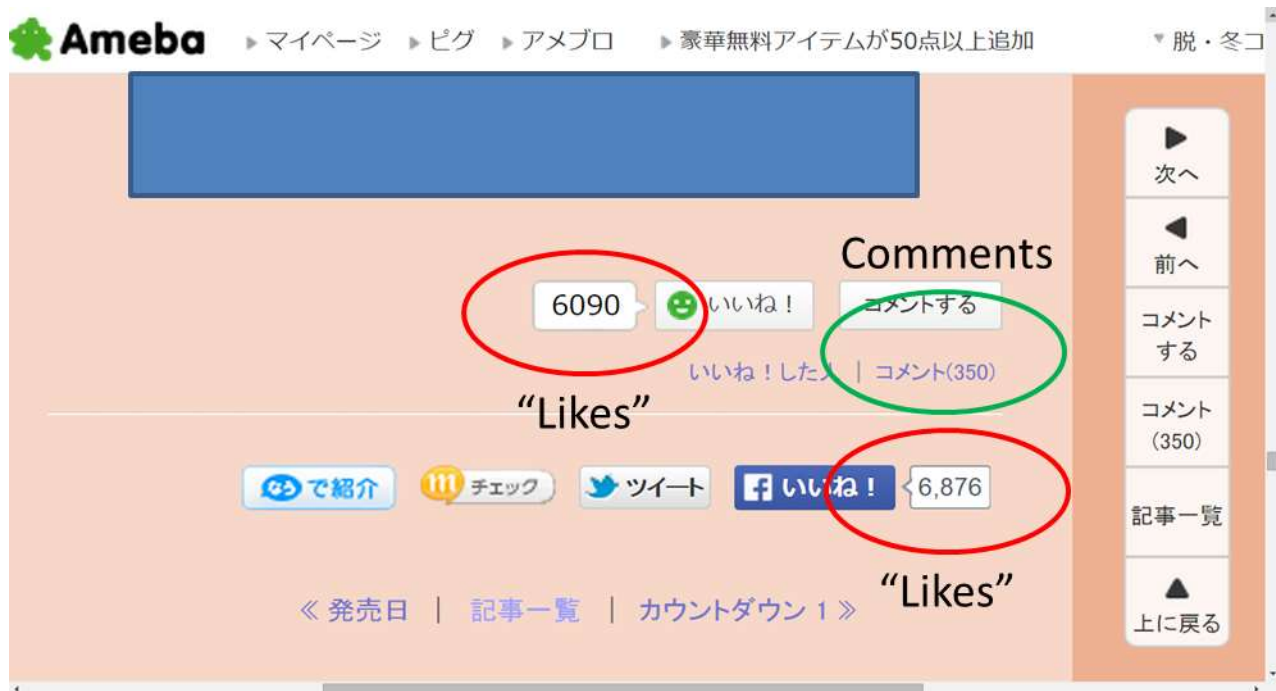 Ameba マイページ ピグ アメブロ 豪華無料アイテムが50点以上追加 脱・冬コ
次へ
前へ
コメント
する
コメント
(350)
記事一覧
上に戻る
Comments
6090 いいね！ コメントする
いいね！した人 | コメント(350)
“Likes”
なうで紹介 m チェック ツイート f いいね！ 6,876
“Likes”
≪ 発売日 | 記事一覧 | カウントダウン 1 ≫